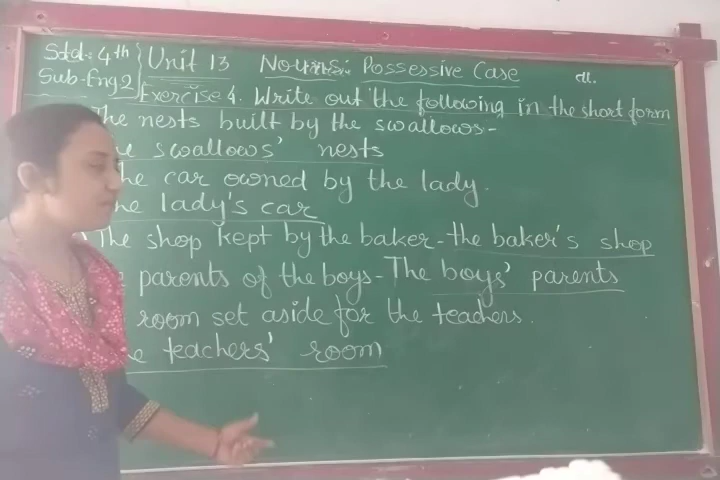 Std: 4th Unit 13 Nouns: Possessive Case
Sub-Eng 2 Exercise 4. Write out the following in the short form
The nests built by the swallows-
swallows' nests
The car owned by the lady.
The lady's car
The shop kept by the baker-the baker's shop
parents of the boys-The boys' parents
room set aside for the teachers.
teachers' room